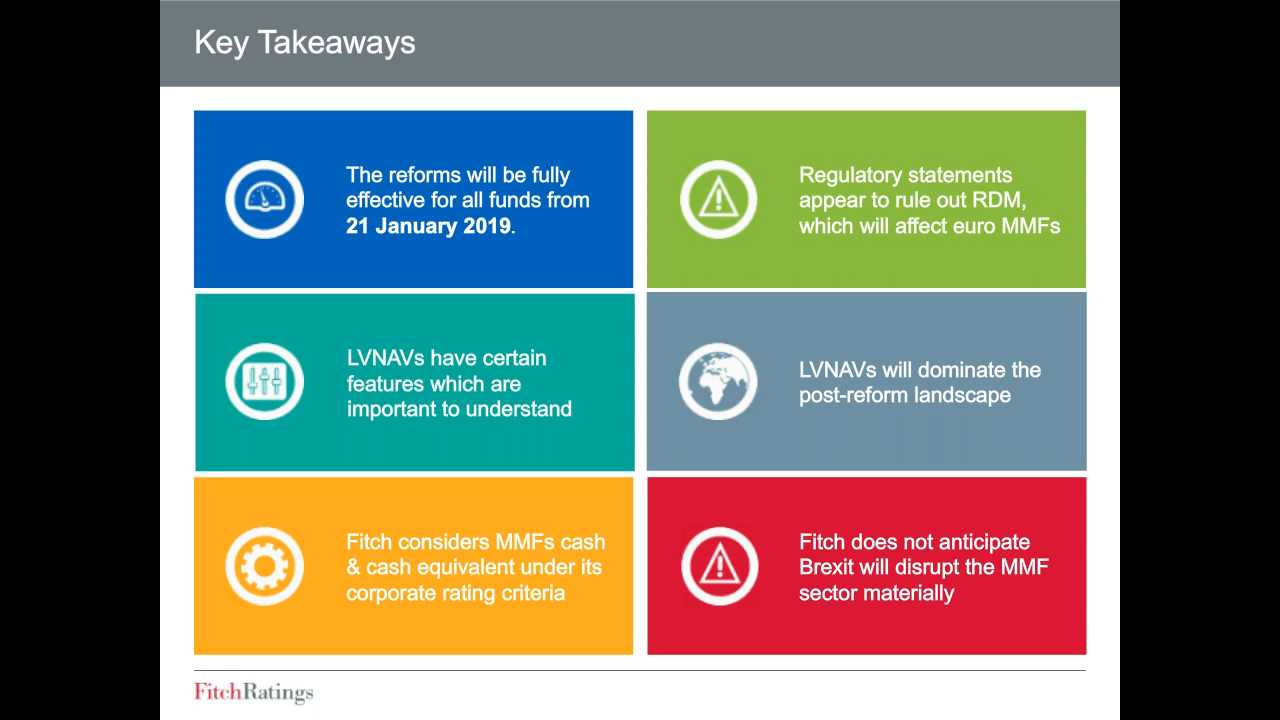 Key Takeaways
The reforms will be fully
effective for all funds from
21 January 2019.
Regulatory statements
appear to rule out RDM,
which will affect euro MMFs
LVNAVs have certain
features which are
important to understand
LVNAVs will dominate the
post-reform landscape
Fitch considers MMFs cash
& cash equivalent under its
corporate rating criteria
Fitch does not anticipate
Brexit will disrupt the MMF
sector materially
FitchRatings